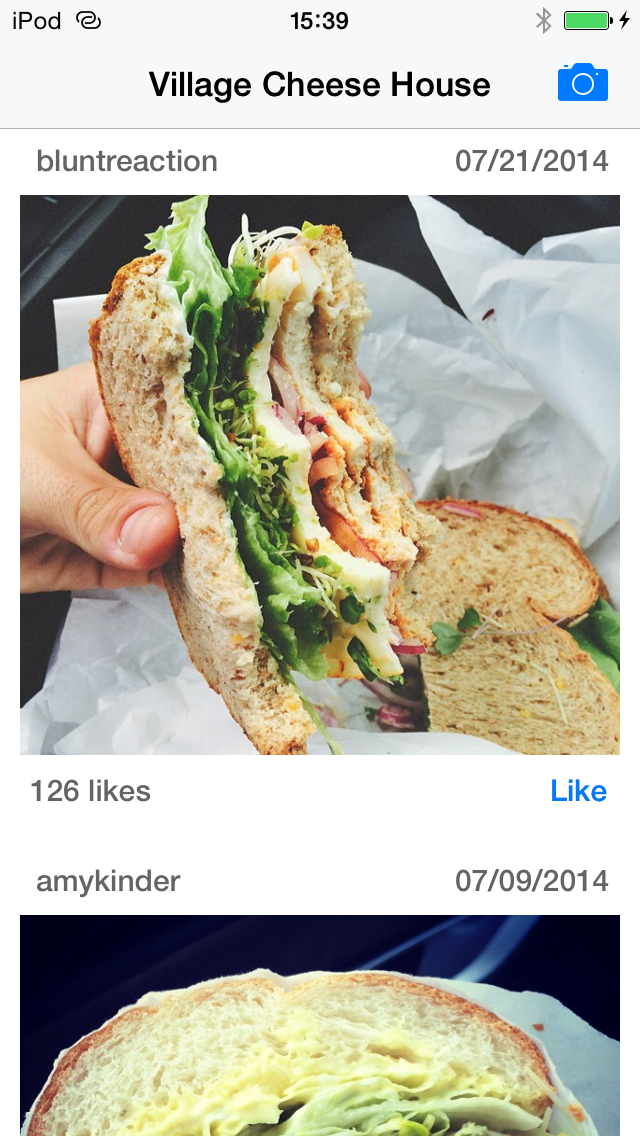 iPod 15:39
Village Cheese House
bluntreaction 07/21/2014
126 likes Like
amykinder 07/09/2014